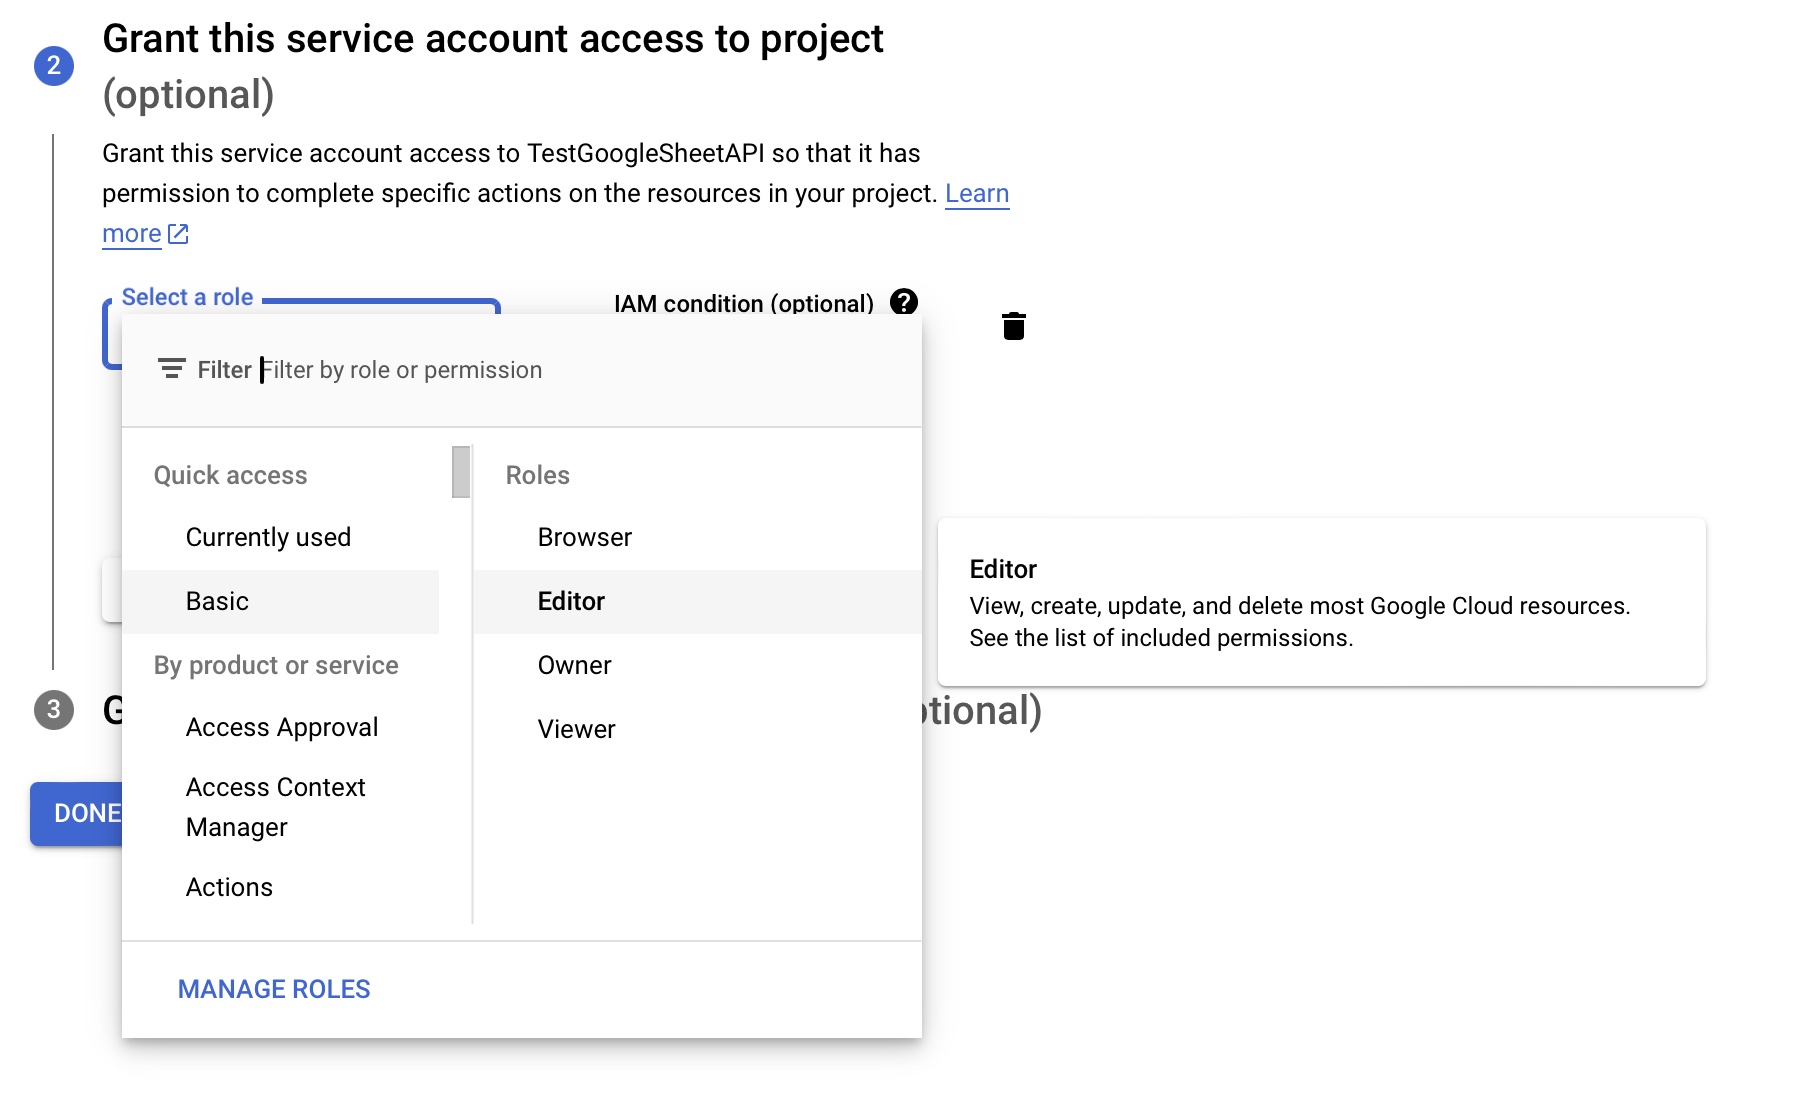 2
Grant this service account access to project
(optional)
Grant this service account access to TestGoogleSheetAPI so that it has
permission to complete specific actions on the resources in your project. Learn
more
Select a role
IAM condition (optional)
?
Filter Filter by role or permission
Quick access
Currently used
Basic
By product or service
Access Approval
Access Context
Manager
Actions
Roles
Browser
Editor
Owner
Viewer
MANAGE ROLES
Editor
View, create, update, and delete most Google Cloud resources.
See the list of included permissions.
3
G
tional)
DONE